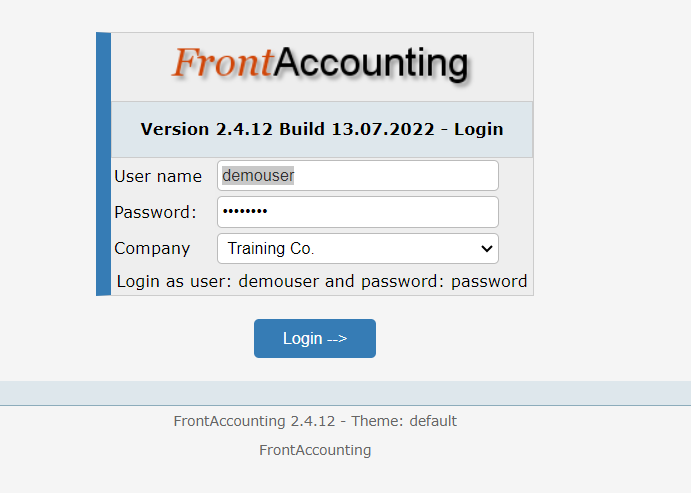 FrontAccounting
Version 2.4.12 Build 13.07.2022 - Login
User name demouser
Password: ••••••••
Company Training Co.
Login as user: demouser and password: password
Login -->
FrontAccounting 2.4.12 - Theme: default
FrontAccounting